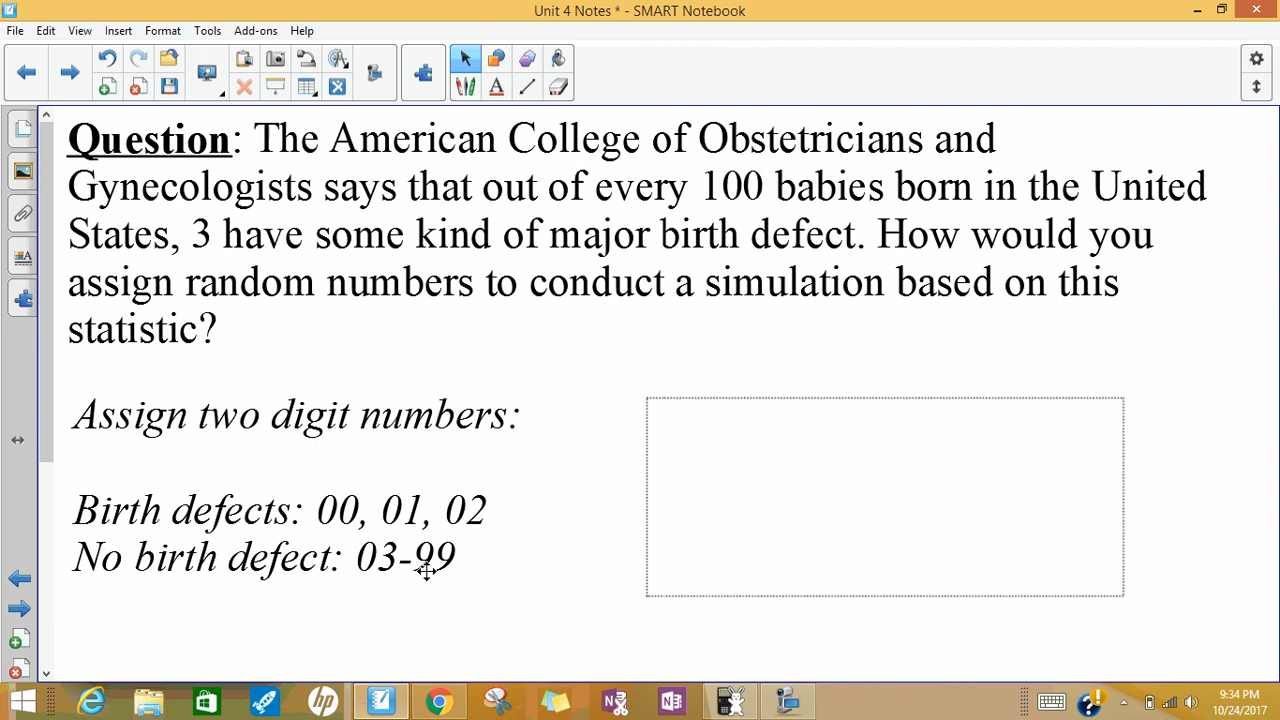 Unit 4 Notes * - SMART Notebook
File Edit View Insert Format Tools Add-ons Help
Question: The American College of Obstetricians and
Gynecologists says that out of every 100 babies born in the United
States, 3 have some kind of major birth defect. How would you
assign random numbers to conduct a simulation based on this
statistic?
Assign two digit numbers:
Birth defects: 00, 01, 02
No birth defect: 03-99
9:34 PM
10/24/2017